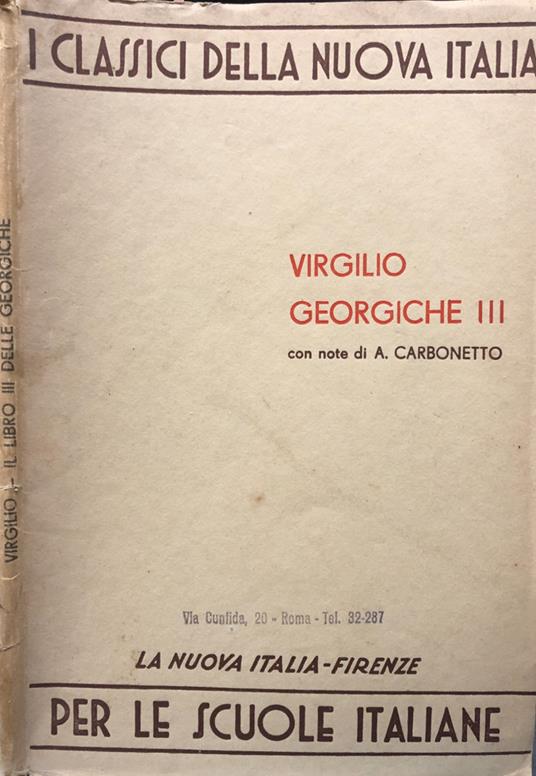 I CLASSICI DELLA NUOVA ITALIA
VIRGILIO
GEORGICHE III
con note di A. CARBONETTO
Via Cunfida, 20 - Roma - Tel. 32-287
LA NUOVA ITALIA-FIRENZE
PER LE SCUOLE ITALIANE
VIRGILIO - IL LIBRO III DELLE GEORGICHE